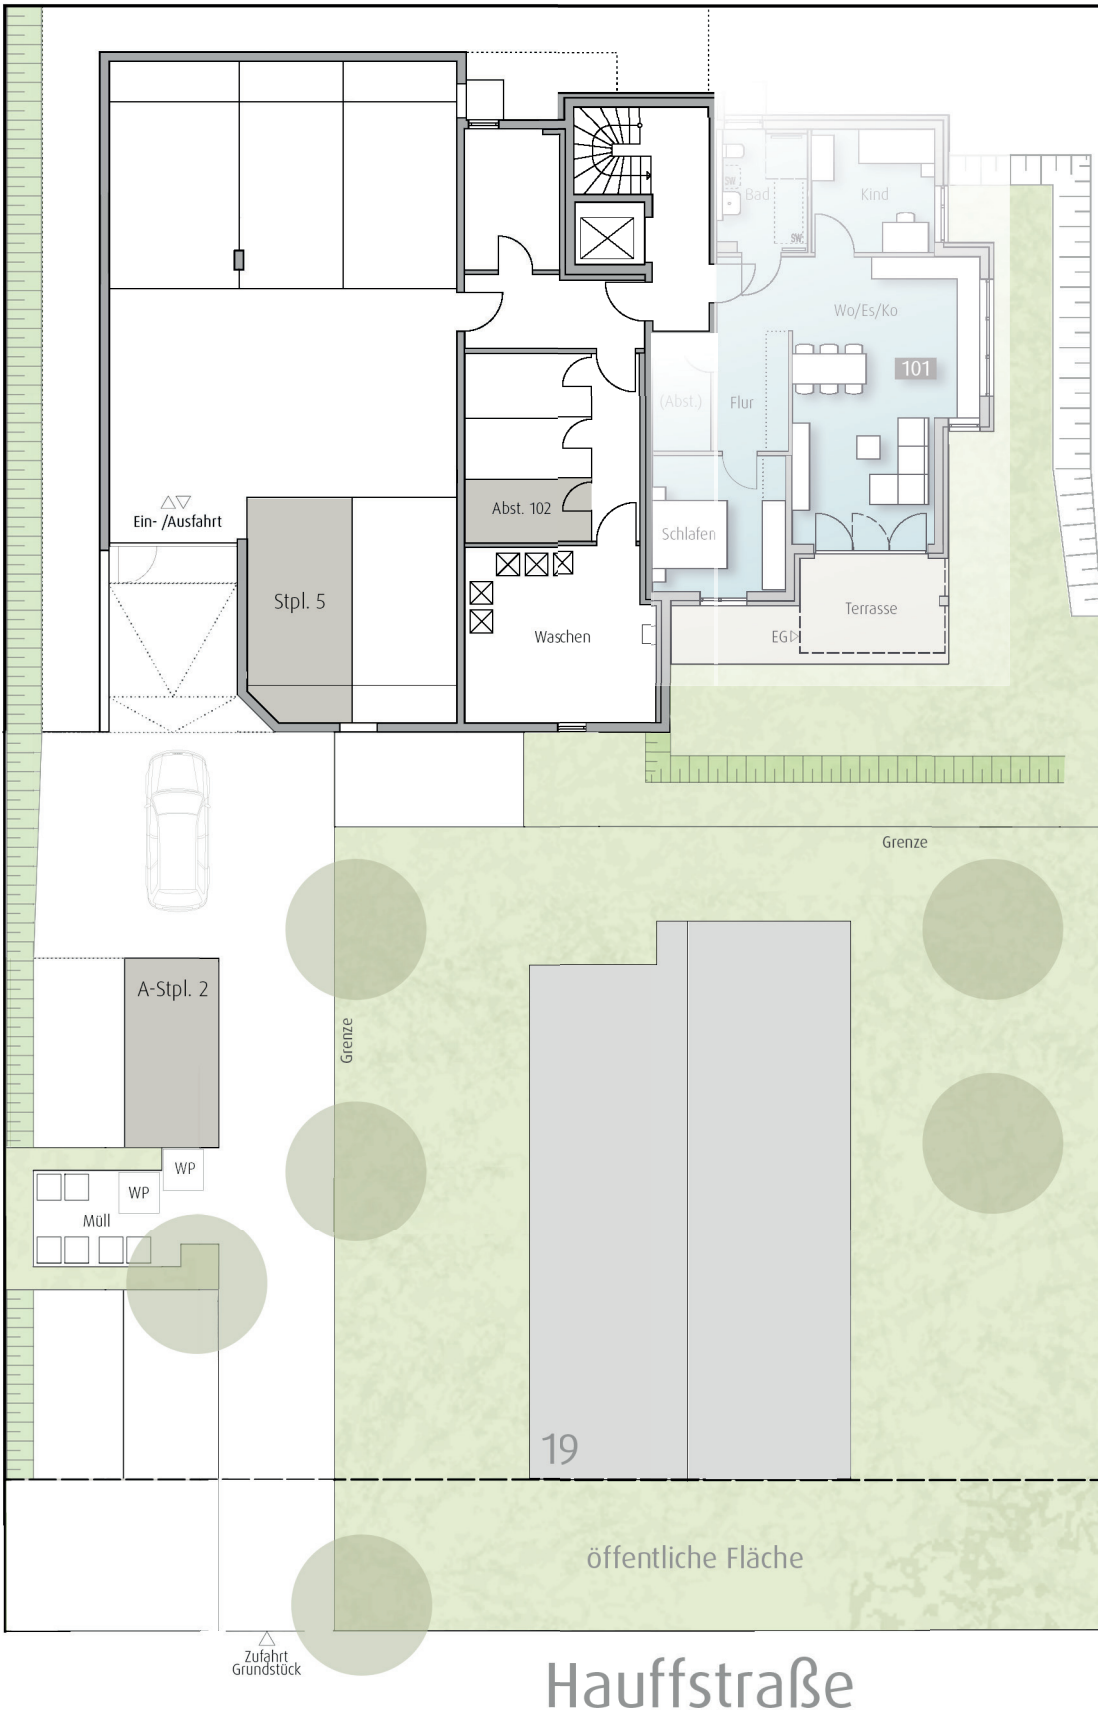 Bad
SW
SW
Kind
Wo/Es/Ko
101
(Abst.)
Flur
Ein- /Ausfahrt
Abst. 102
Schlafen
Stpl. 5
Waschen
Terrasse
EG
Grenze
A-Stpl. 2
Grenze
WP
WP
Müll
19
öffentliche Fläche
Zufahrt
Grundstück
Hauffstraße